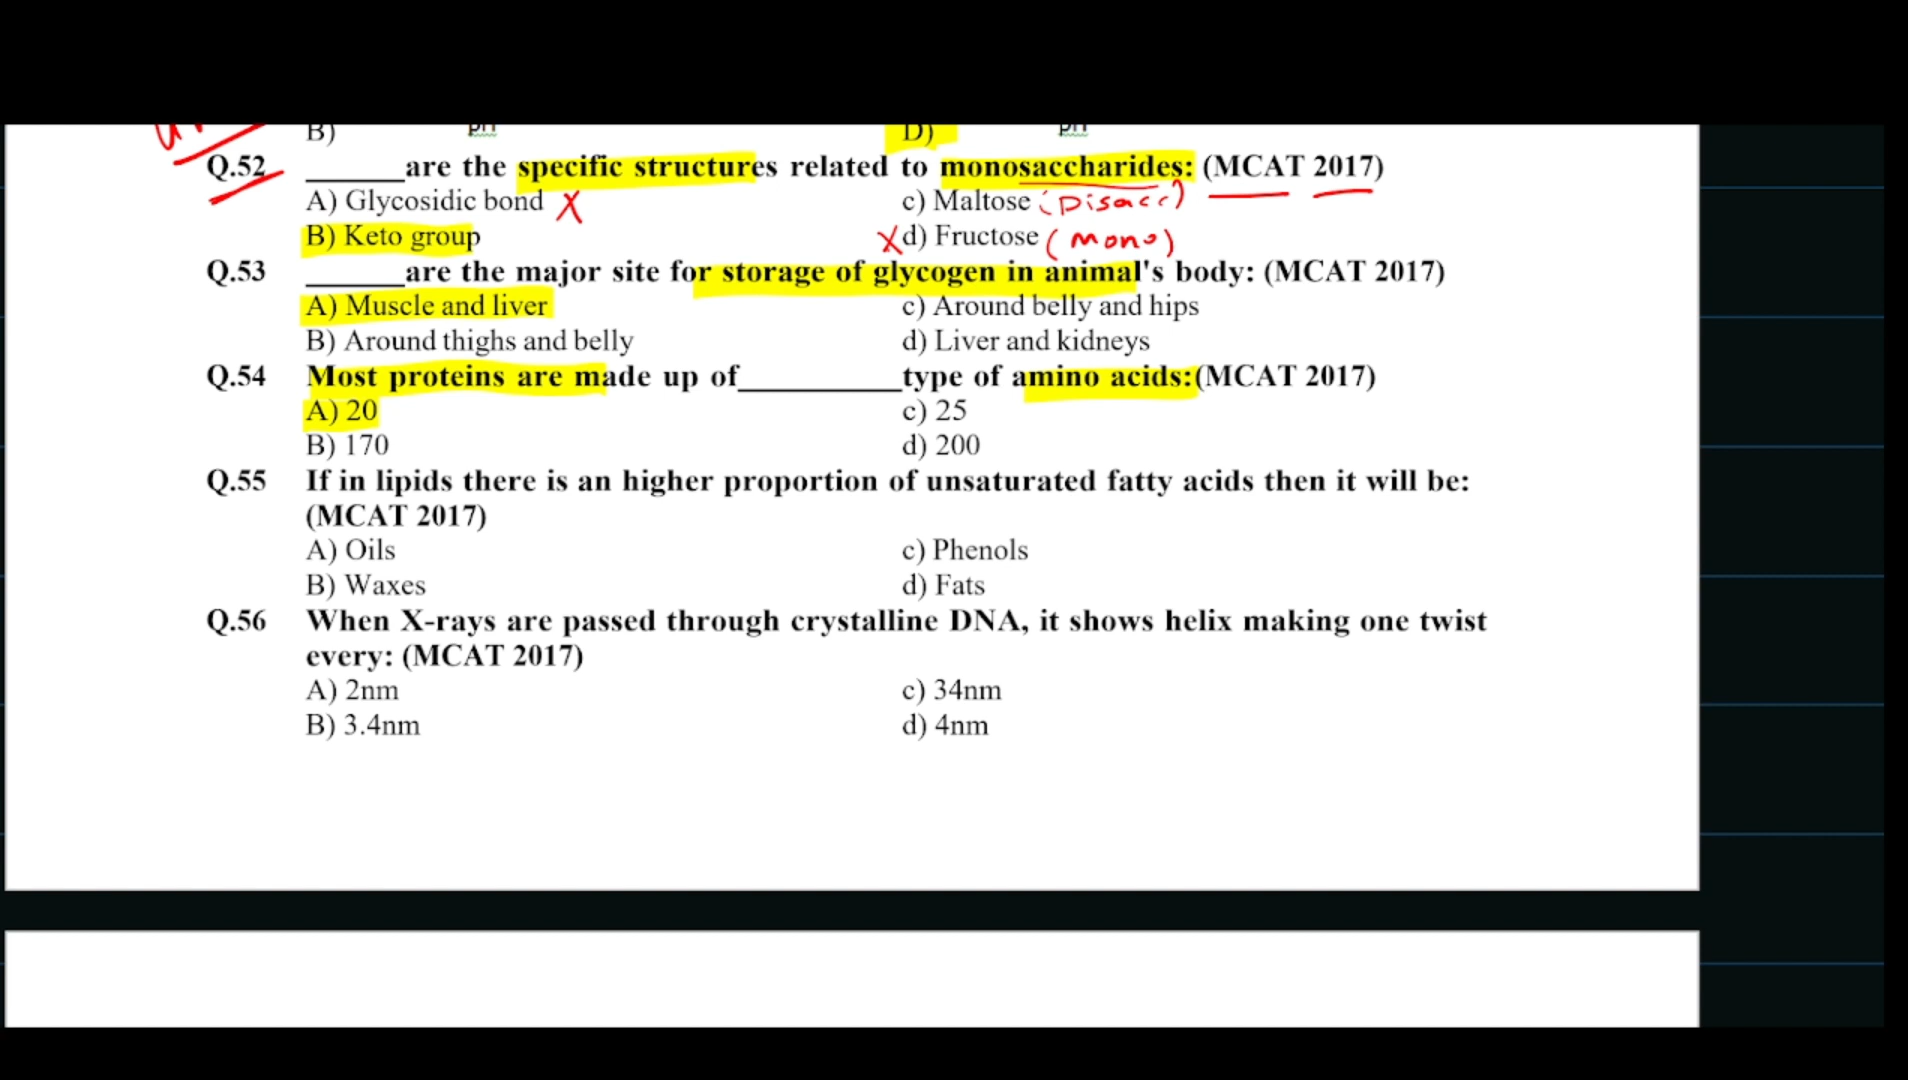 B) pH D) pH
Q.52 ______are the specific structures related to monosaccharides: (MCAT 2017)
A) Glycosidic bond X c) Maltose (Disacc)
B) Keto group X d) Fructose (mono)
Q.53 ______are the major site for storage of glycogen in animal's body: (MCAT 2017)
A) Muscle and liver c) Around belly and hips
B) Around thighs and belly d) Liver and kidneys
Q.54 Most proteins are made up of__________type of amino acids:(MCAT 2017)
A) 20 c) 25
B) 170 d) 200
Q.55 If in lipids there is an higher proportion of unsaturated fatty acids then it will be:
(MCAT 2017)
A) Oils c) Phenols
B) Waxes d) Fats
Q.56 When X-rays are passed through crystalline DNA, it shows helix making one twist
every: (MCAT 2017)
A) 2nm c) 34nm
B) 3.4nm d) 4nm